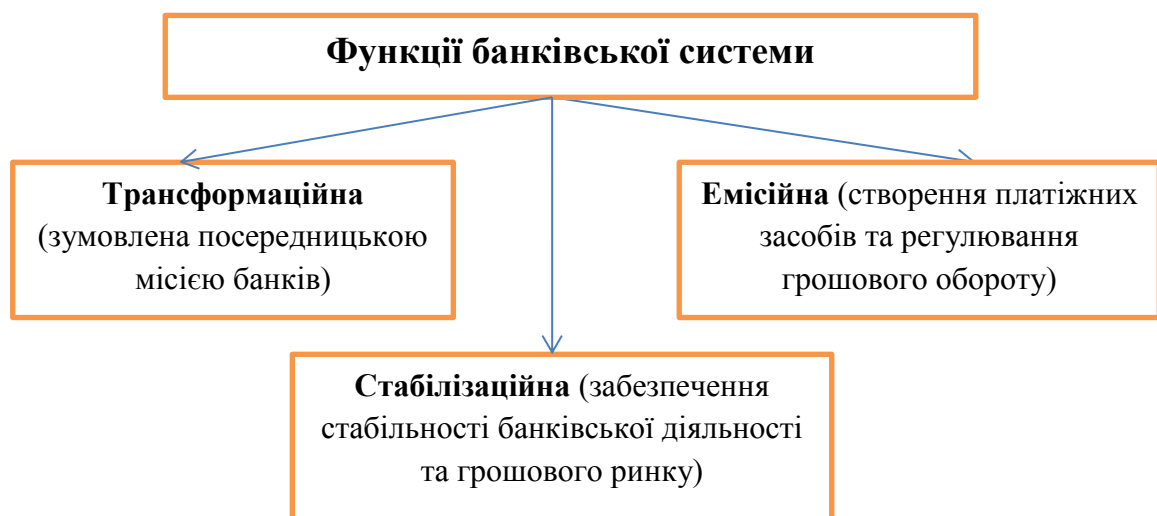 Функції банківської системи
Трансформаційна
(зумовлена посередницькою
місією банків)
Емісійна (створення платіжних
засобів та регулювання
грошового обороту)
Стабілізаційна (забезпечення
стабільності банківської діяльності
та грошового ринку)